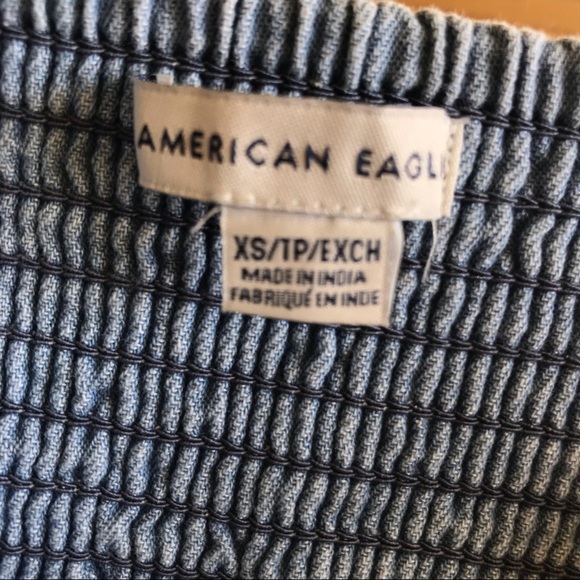 AMERICAN EAGL
XS/TP/EXCH
MADE IN INDIA
FABRIQUÉ EN INDE